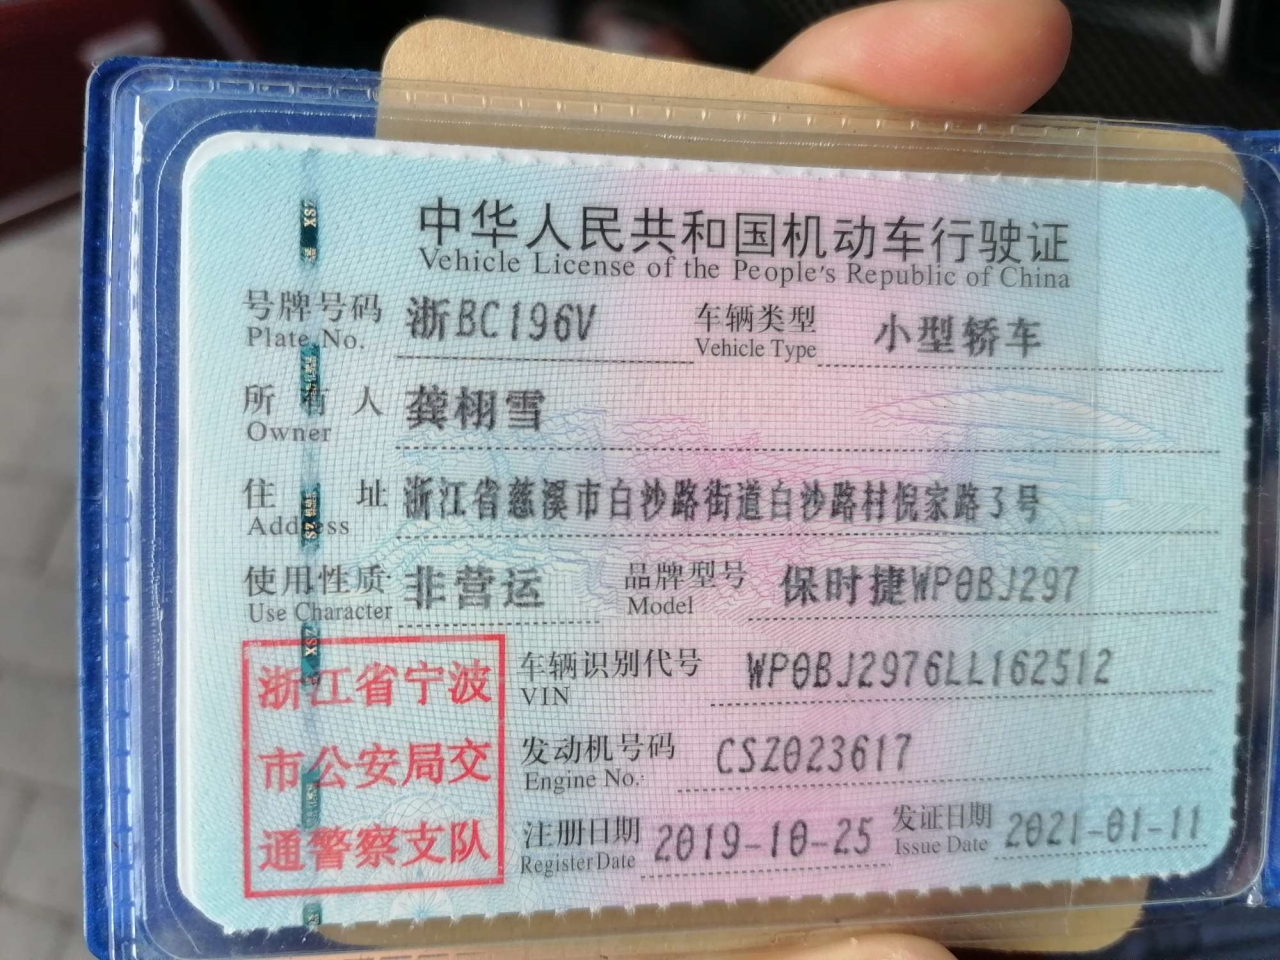 中华人民共和国机动车行驶证
Vehicle License of the People's Republic of China
号牌号码 浙BC196V 车辆类型 小型轿车
Plate No. Vehicle Type
所有人 龚栩雪
Owner
住址 浙江省慈溪市白沙路街道白沙路村倪家路3号
Address
使用性质 非营运 品牌型号 保时捷WP0BJ297
Use Character Model
浙江省宁波
市公安局交
通警察支队
车辆识别代号 WP0BJ2976LL162512
VIN
发动机号码 CSZ023617
Engine No.
注册日期 2019-10-25 发证日期 2021-01-11
Register Date Issue Date